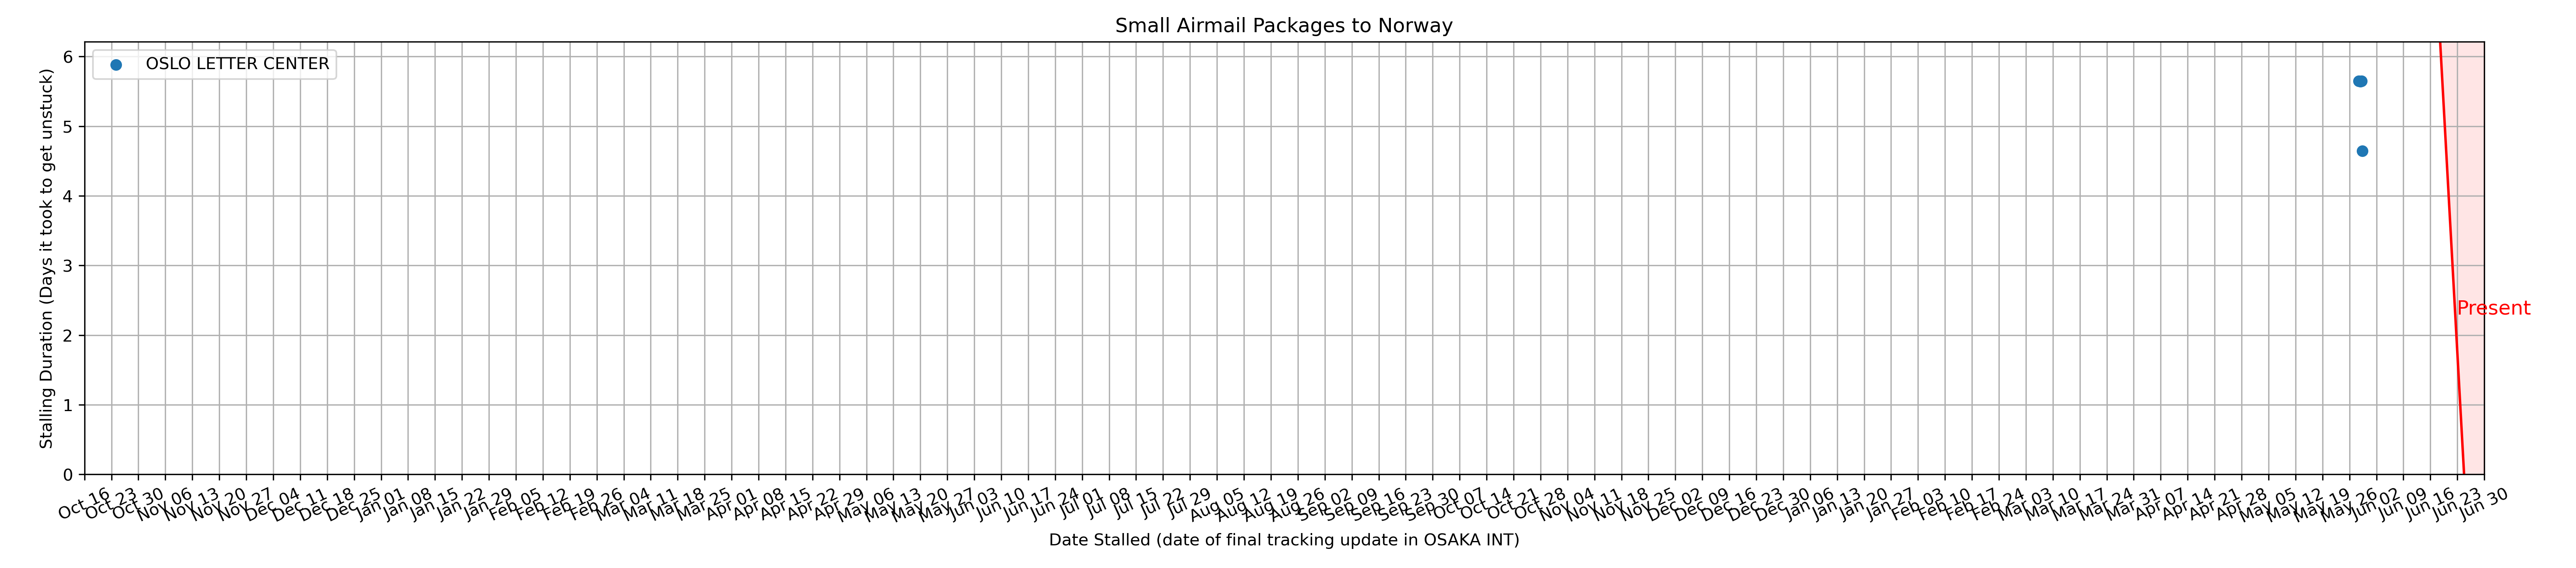 Small Airmail Packages to Norway
OSLO LETTER CENTER
6
5
4
3
2
1
0
Stalling Duration (Days it took to get unstuck)
Present
Oct 16 Oct 23 Oct 30 Nov 06 Nov 13 Nov 20 Nov 27 Dec 04 Dec 11 Dec 18 Dec 25 Jan 01 Jan 08 Jan 15 Jan 22 Jan 29 Feb 05 Feb 12 Feb 19 Feb 26 Mar 04 Mar 11 Mar 18 Mar 25 Apr 01 Apr 08 Apr 15 Apr 22 Apr 29 May 06 May 13 May 20 May 27 Jun 03 Jun 10 Jun 17 Jun 24 Jul 01 Jul 08 Jul 15 Jul 22 Jul 29 Aug 05 Aug 12 Aug 19 Aug 26 Sep 02 Sep 09 Sep 16 Sep 23 Sep 30 Oct 07 Oct 14 Oct 21 Oct 28 Nov 04 Nov 11 Nov 18 Nov 25 Dec 02 Dec 09 Dec 16 Dec 23 Dec 30 Jan 06 Jan 13 Jan 20 Jan 27 Feb 03 Feb 10 Feb 17 Feb 24 Mar 03 Mar 10 Mar 17 Mar 24 Mar 31 Apr 07 Apr 14 Apr 21 Apr 28 May 05 May 12 May 19 May 26 Jun 02 Jun 09 Jun 16 Jun 23 Jun 30
Date Stalled (date of final tracking update in OSAKA INT)